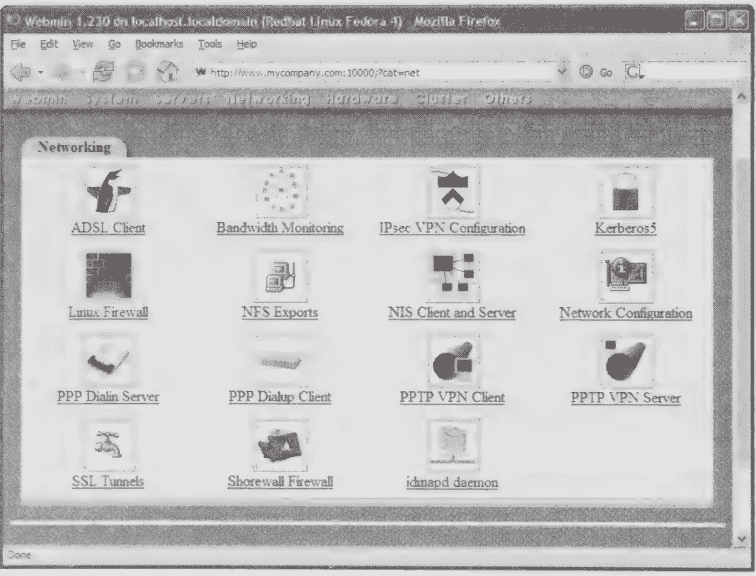 Webmin 1.230 on localhost.localdomain (Redhat Linux Fedora 4) - Mozilla Firefox
File Edit View Go Bookmarks Tools Help
http://www.mycompany.com:10000/?cat=net Go
Webmin System Servers Networking Hardware Cluster Others
Networking
ADSL Client Bandwidth Monitoring IPsec VPN Configuration Kerberos5
Linux Firewall NFS Exports NIS Client and Server Network Configuration
PPP Dialin Server PPP Dialup Client PPTP VPN Client PPTP VPN Server
SSL Tunnels Shorewall Firewall idmapd daemon
Done